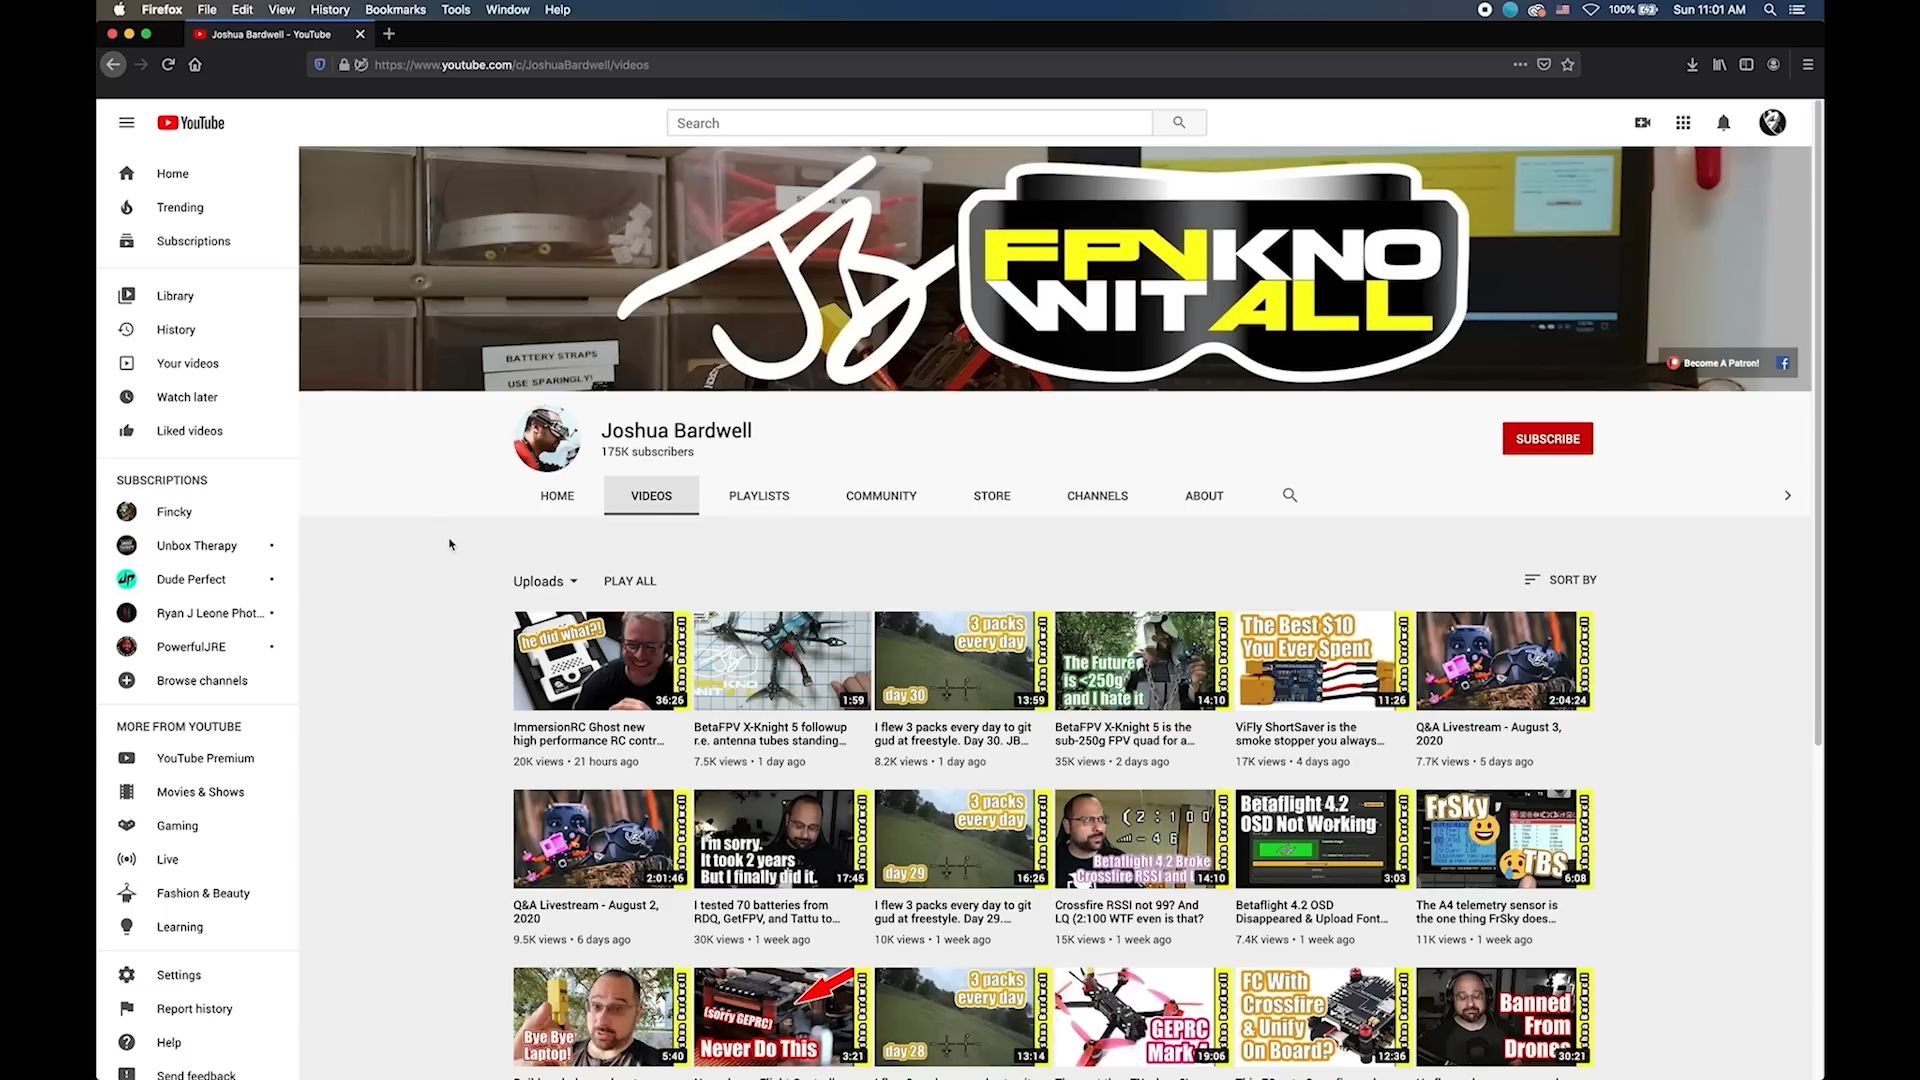 Firefox File Edit View History Bookmarks Tools Window Help
100% Sun 11:01 AM
Joshua Bardwell - YouTube
https://www.youtube.com/c/JoshuaBardwell/videos
YouTube
Search
Home
Trending
Subscriptions
Library
History
Your videos
Watch later
Liked videos
SUBSCRIPTIONS
Fincky
Unbox Therapy
Dude Perfect
Ryan J Leone Phot...
PowerfulJRE
Browse channels
MORE FROM YOUTUBE
YouTube Premium
Movies & Shows
Gaming
Live
Fashion & Beauty
Learning
Settings
Report history
Help
Send feedback
JB
FPVKNO
WITALL
BATTERY STRAPS
USE SPARINGLY!
Become A Patron!
Joshua Bardwell
175K subscribers
SUBSCRIBE
HOME VIDEOS PLAYLISTS COMMUNITY STORE CHANNELS ABOUT
Uploads PLAY ALL SORT BY
he did what?!
36:26
ImmersionRC Ghost new
high performance RC contr...
20K views • 21 hours ago
1:59
BetaFPV X-Knight 5 followup
r.e. antenna tubes standing...
7.5K views • 1 day ago
3 packs
every day
day 30
13:59
I flew 3 packs every day to git
gud at freestyle. Day 30. JB...
8.2K views • 1 day ago
The Future
is <250g
and I hate it
14:10
BetaFPV X-Knight 5 is the
sub-250g FPV quad for a...
35K views • 2 days ago
The Best $10
You Ever Spent
11:26
ViFly ShortSaver is the
smoke stopper you always...
17K views • 4 days ago
2:04:24
Q&A Livestream - August 3,
2020
7.7K views • 5 days ago
2:01:46
Q&A Livestream - August 2,
2020
9.5K views • 6 days ago
I'm sorry.
It took 2 years
But I finally did it.
17:45
I tested 70 batteries from
RDQ, GetFPV, and Tattu to...
30K views • 1 week ago
3 packs
every day
day 29
16:26
I flew 3 packs every day to git
gud at freestyle. Day 29....
10K views • 1 week ago
(2:100
-46
Betaflight 4.2 Broke
Crossfire RSSI and
14:10
Crossfire RSSI not 99? And
LQ (2:100 WTF even is that?
15K views • 1 week ago
Betaflight 4.2
OSD Not Working
3:03
Betaflight 4.2 OSD
Disappeared & Upload Font...
7.4K views • 1 week ago
FrSky
TBS
6:08
The A4 telemetry sensor is
the one thing FrSky does...
11K views • 1 week ago
Bye Bye
Laptop!
5:40
(sorry GEPRC)
Never Do This
3:21
3 packs
every day
day 28
13:14
GEPRC
Mark
19:06
FC With
Crossfire
& Unify
On Board?
12:36
Banned
From
Drone
30:21